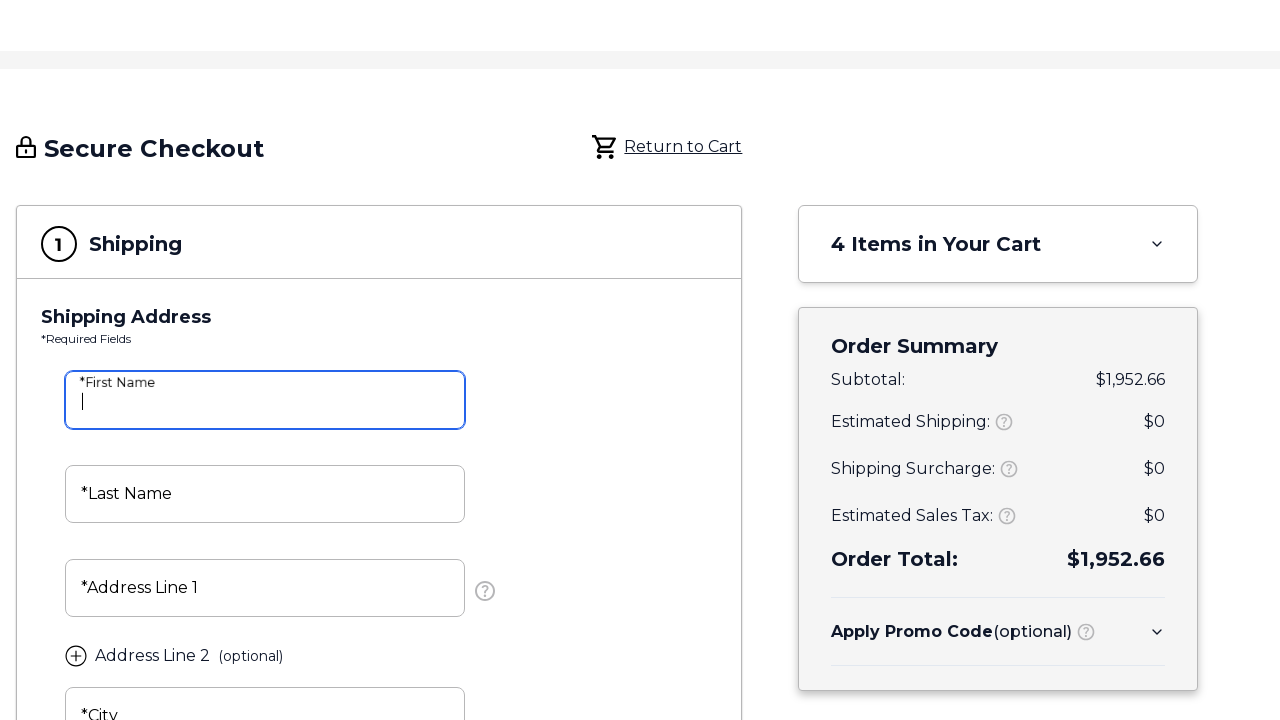 Secure Checkout
Return to Cart
1 Shipping
Shipping Address
*Required Fields
*First Name
*Last Name
*Address Line 1
Address Line 2 (optional)
*City
4 Items in Your Cart
Order Summary
Subtotal: $1,952.66
Estimated Shipping: ? $0
Shipping Surcharge: ? $0
Estimated Sales Tax: ? $0
Order Total: $1,952.66
Apply Promo Code(optional) ?